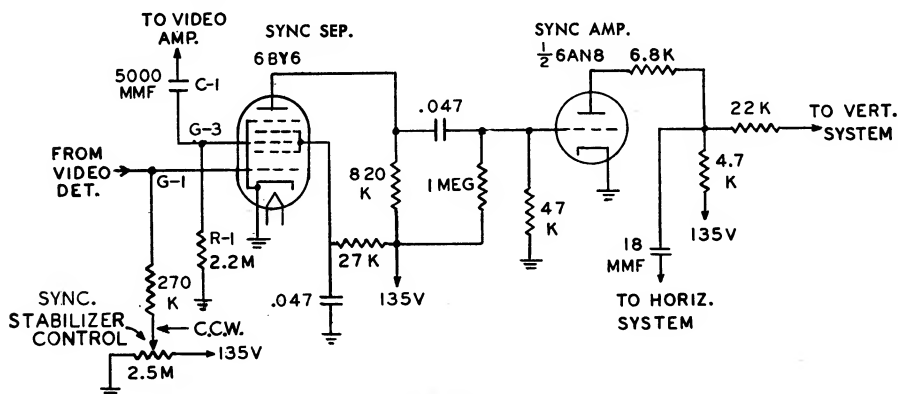 TO VIDEO
AMP.
5000
MMF
C-1
SYNC SEP.
6BY6
SYNC AMP.
½ 6AN8
6.8K
G-3
.047
22K
TO VERT.
SYSTEM
FROM
VIDEO
DET.
G-1
820
K
1 MEG
47
K
4.7
K
R-1
2.2M
27K
135V
135V
18
MMF
270
K
.047
TO HORIZ.
SYSTEM
SYNC.
STABILIZER
CONTROL
C.C.W.
135V
2.5M